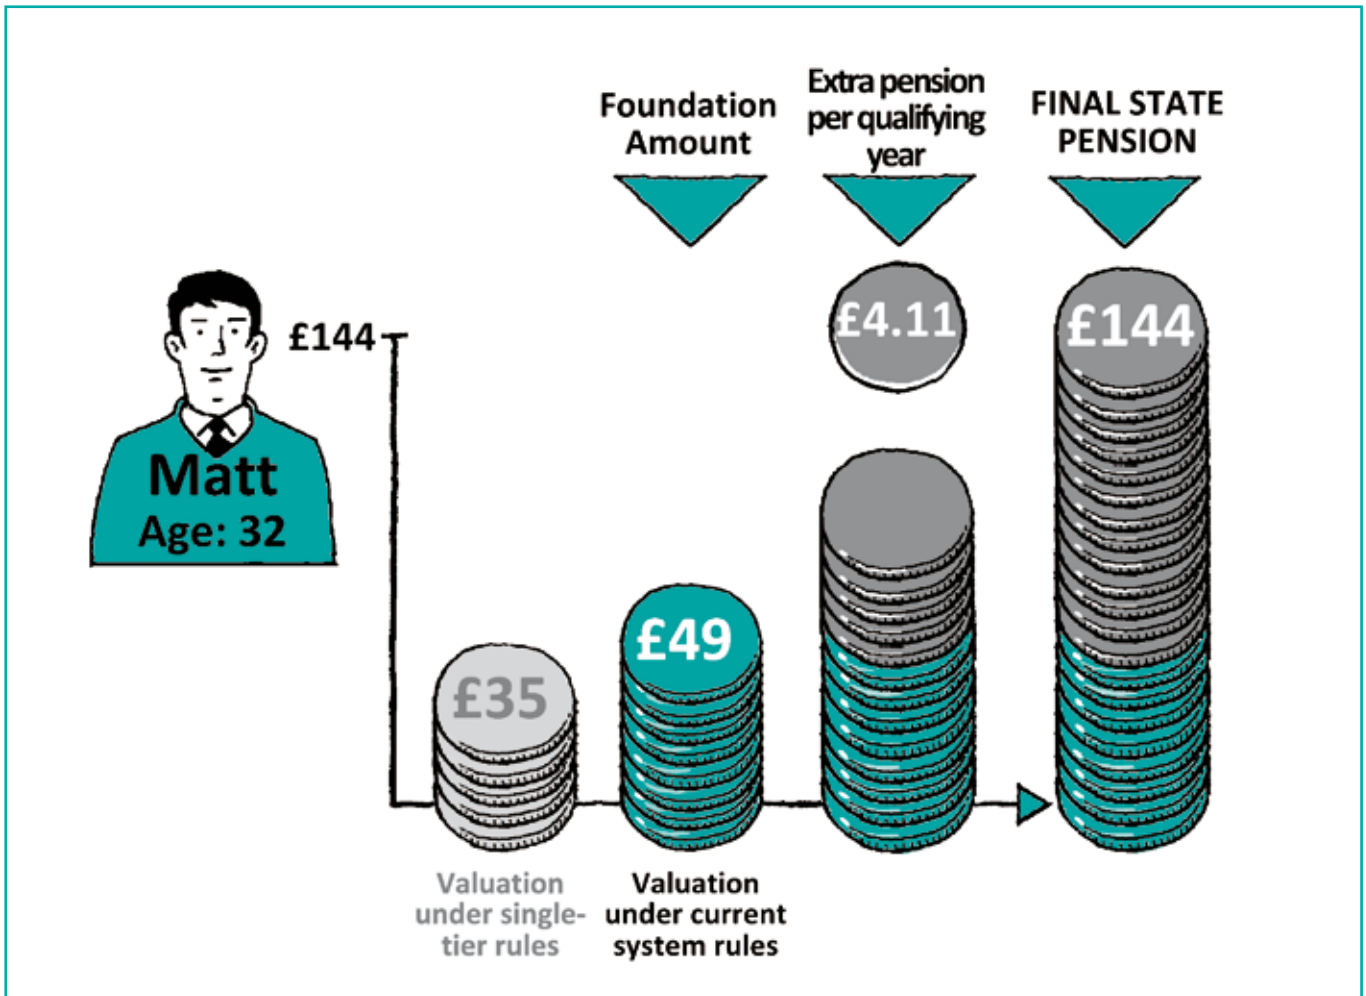 Foundation
Amount
Extra pension
per qualifying
year
FINAL STATE
PENSION
£144
£4.11
£144
Matt
Age: 32
£35
£49
Valuation
under single-
tier rules
Valuation
under current
system rules